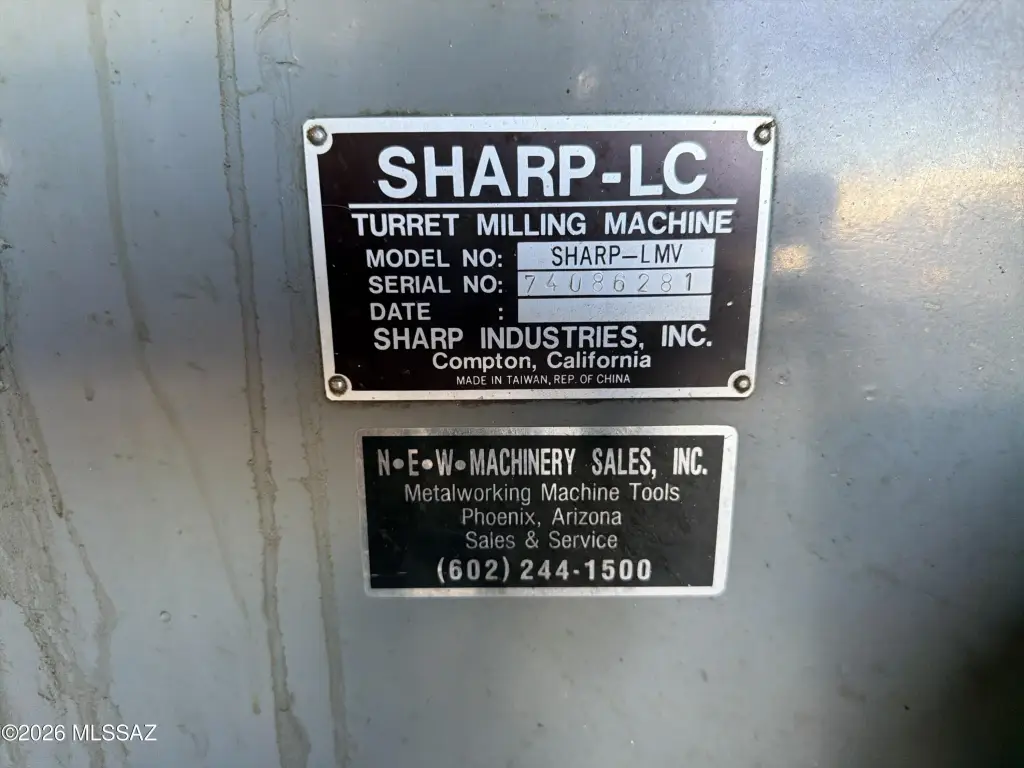 SHARP-LC
TURRET MILLING MACHINE
MODEL NO: SHARP-LMV
SERIAL NO: 74086281
DATE :
SHARP INDUSTRIES, INC.
Compton, California
MADE IN TAIWAN, REP. OF CHINA
N•E•W•MACHINERY SALES, INC.
Metalworking Machine Tools
Phoenix, Arizona
Sales & Service
(602) 244-1500
©2026 MLSSAZ